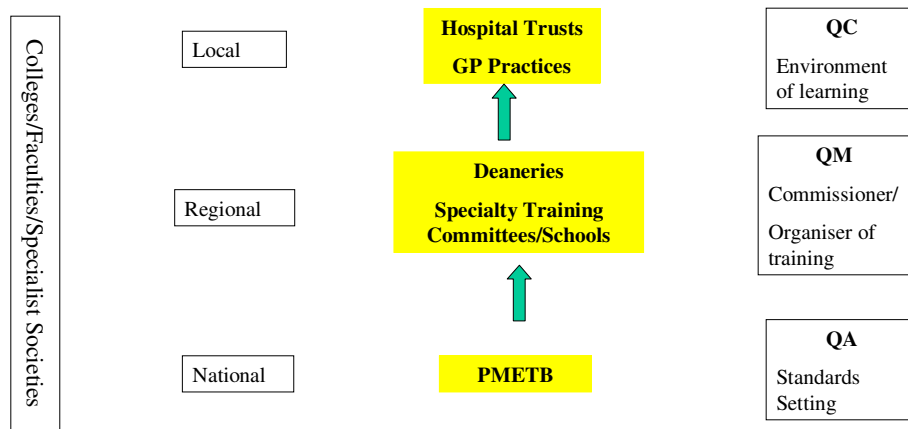 Colleges/Faculties/Specialist Societies
Local
Hospital Trusts
GP Practices
QC
Environment
of learning
Regional
Deaneries
Specialty Training
Committees/Schools
QM
Commissioner/
Organiser of
training
National
PMETB
QA
Standards
Setting